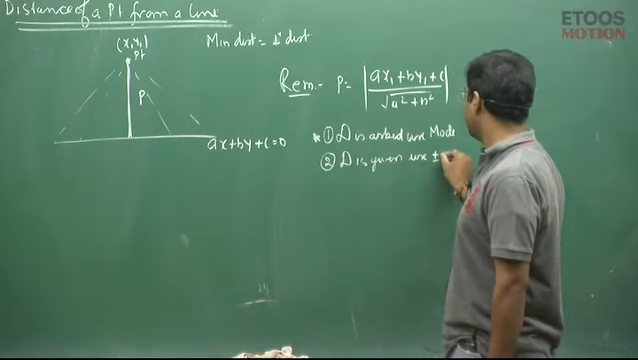 Distance of a Pt from a line
ETOOS
MOTION
(x₁ y₁)
Pt
Min dist = ⊥ʳ dist
Rem.- P = | ax₁ + by₁ + c / √a² + b² |
P
* ① D is asked use Mode
ax + by + c = 0
② D is given use ±